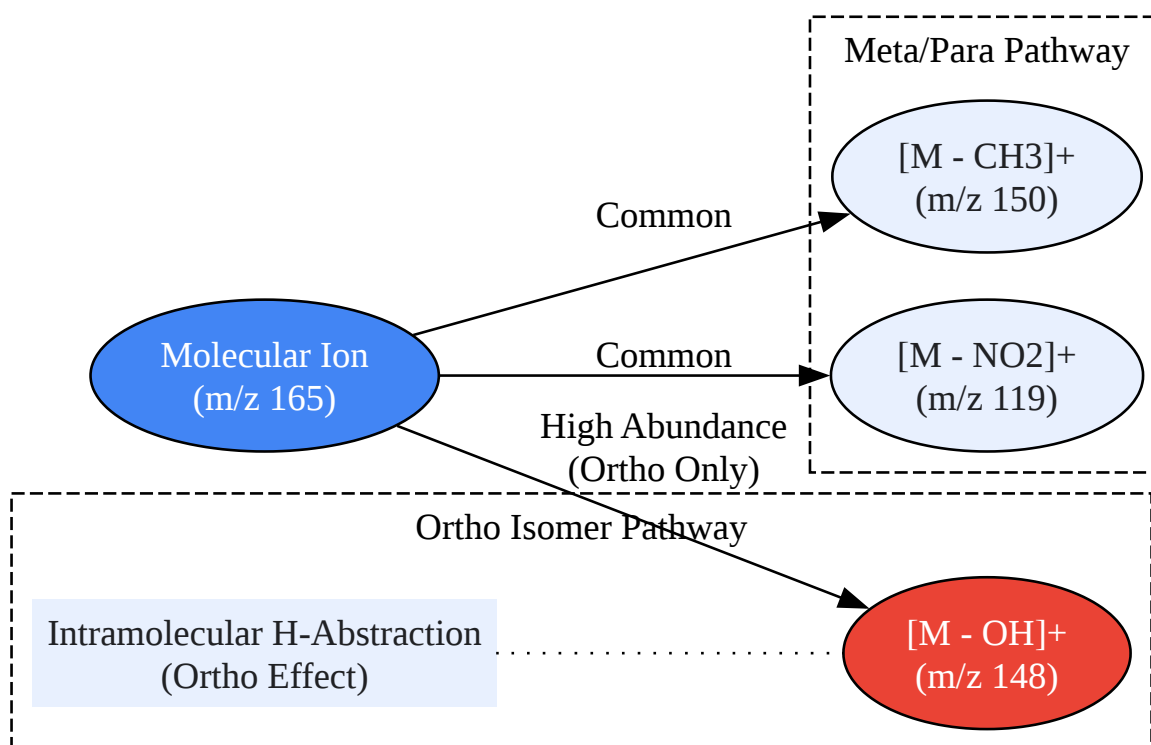 Meta/Para Pathway
[M - CH3]+
(m/z 150)
Common
Molecular Ion
(m/z 165)
Common
[M - NO2]+
(m/z 119)
High Abundance
(Ortho Only)
Ortho Isomer Pathway
Intramolecular H-Abstraction
(Ortho Effect)
[M - OH]+
(m/z 148)